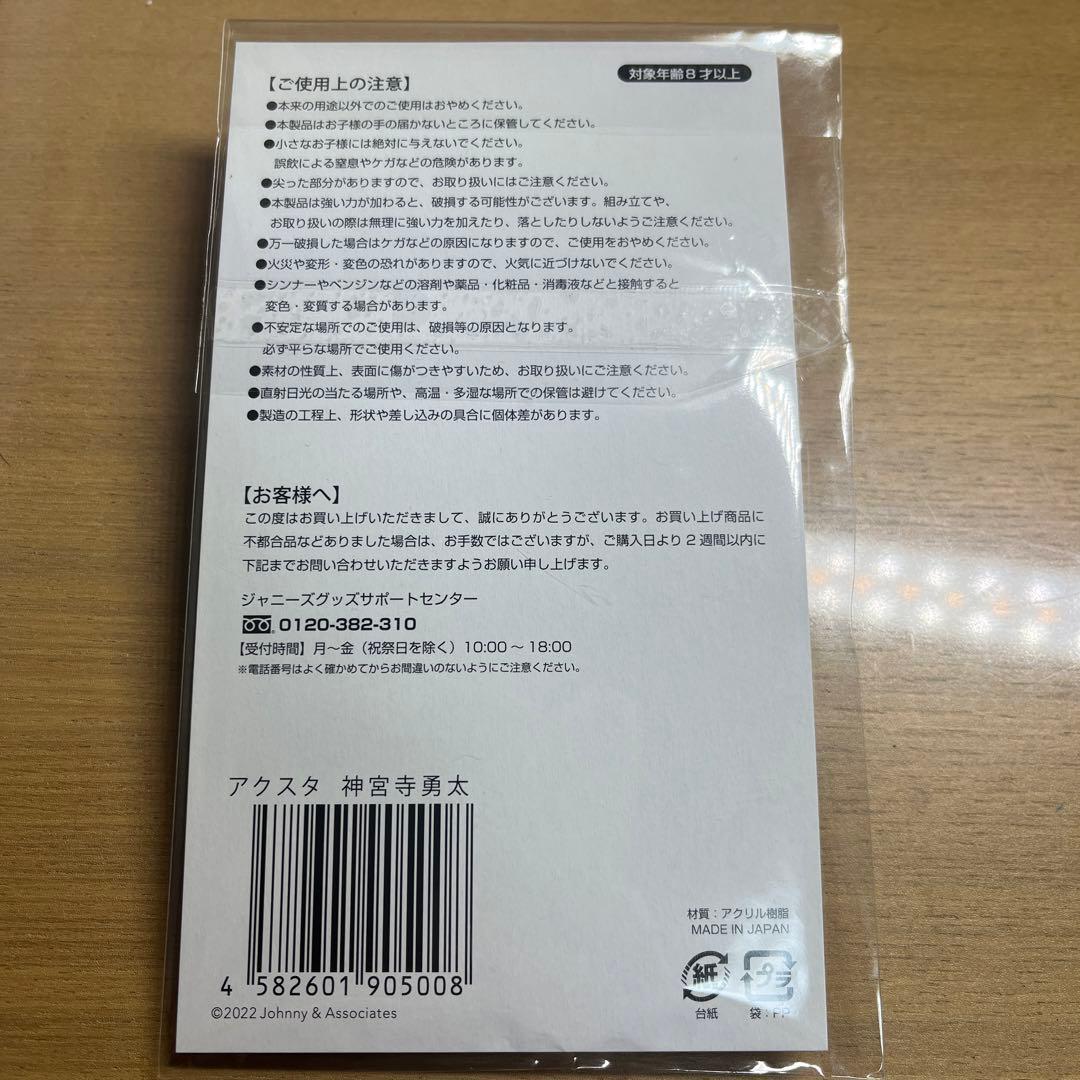 対象年齢8才以上
【ご使用上の注意】
●本来の用途以外でのご使用はおやめください。
●本製品はお子様の手の届かないところに保管してください。
●小さなお子様には絶対に与えないでください。
誤飲による窒息やケガなどの危険があります。
●尖った部分がありますので、お取り扱いにはご注意ください。
●本製品は強い力が加わると、破損する可能性がございます。組み立てや、
お取り扱いの際は無理に強い力を加えたり、落としたりしないようご注意ください。
●万一破損した場合はケガなどの原因になりますので、ご使用をおやめください。
●火災や変形・変色の恐れがありますので、火気に近づけないでください。
●シンナーやベンジンなどの溶剤や薬品・化粧品・消毒液などと接触すると
変色・変質する場合があります。
●不安定な場所でのご使用は、破損等の原因となります。
必ず平らな場所でご使用ください。
●素材の性質上、表面に傷がつきやすいため、お取り扱いにご注意ください。
●直射日光の当たる場所や、高温・多湿な場所での保管は避けてください。
●製造の工程上、形状や差し込みの具合に個体差があります。
【お客様へ】
この度はお買い上げいただきまして、誠にありがとうございます。お買い上げ商品に
不都合品などありました場合は、お手数ではございますが、ご購入日より2週間以内に
下記までお問い合わせいただきますようお願い申し上げます。
ジャニーズグッズサポートセンター
0120-382-310
【受付時間】月〜金（祝祭日を除く）10:00〜18:00
※電話番号はよく確かめてからお間違いのないようにご注意ください。
アクスタ 神宮寺勇太
4 582601 905008
©2022 Johnny & Associates
材質：アクリル樹脂
MADE IN JAPAN
紙 プラ
台紙 袋：PP